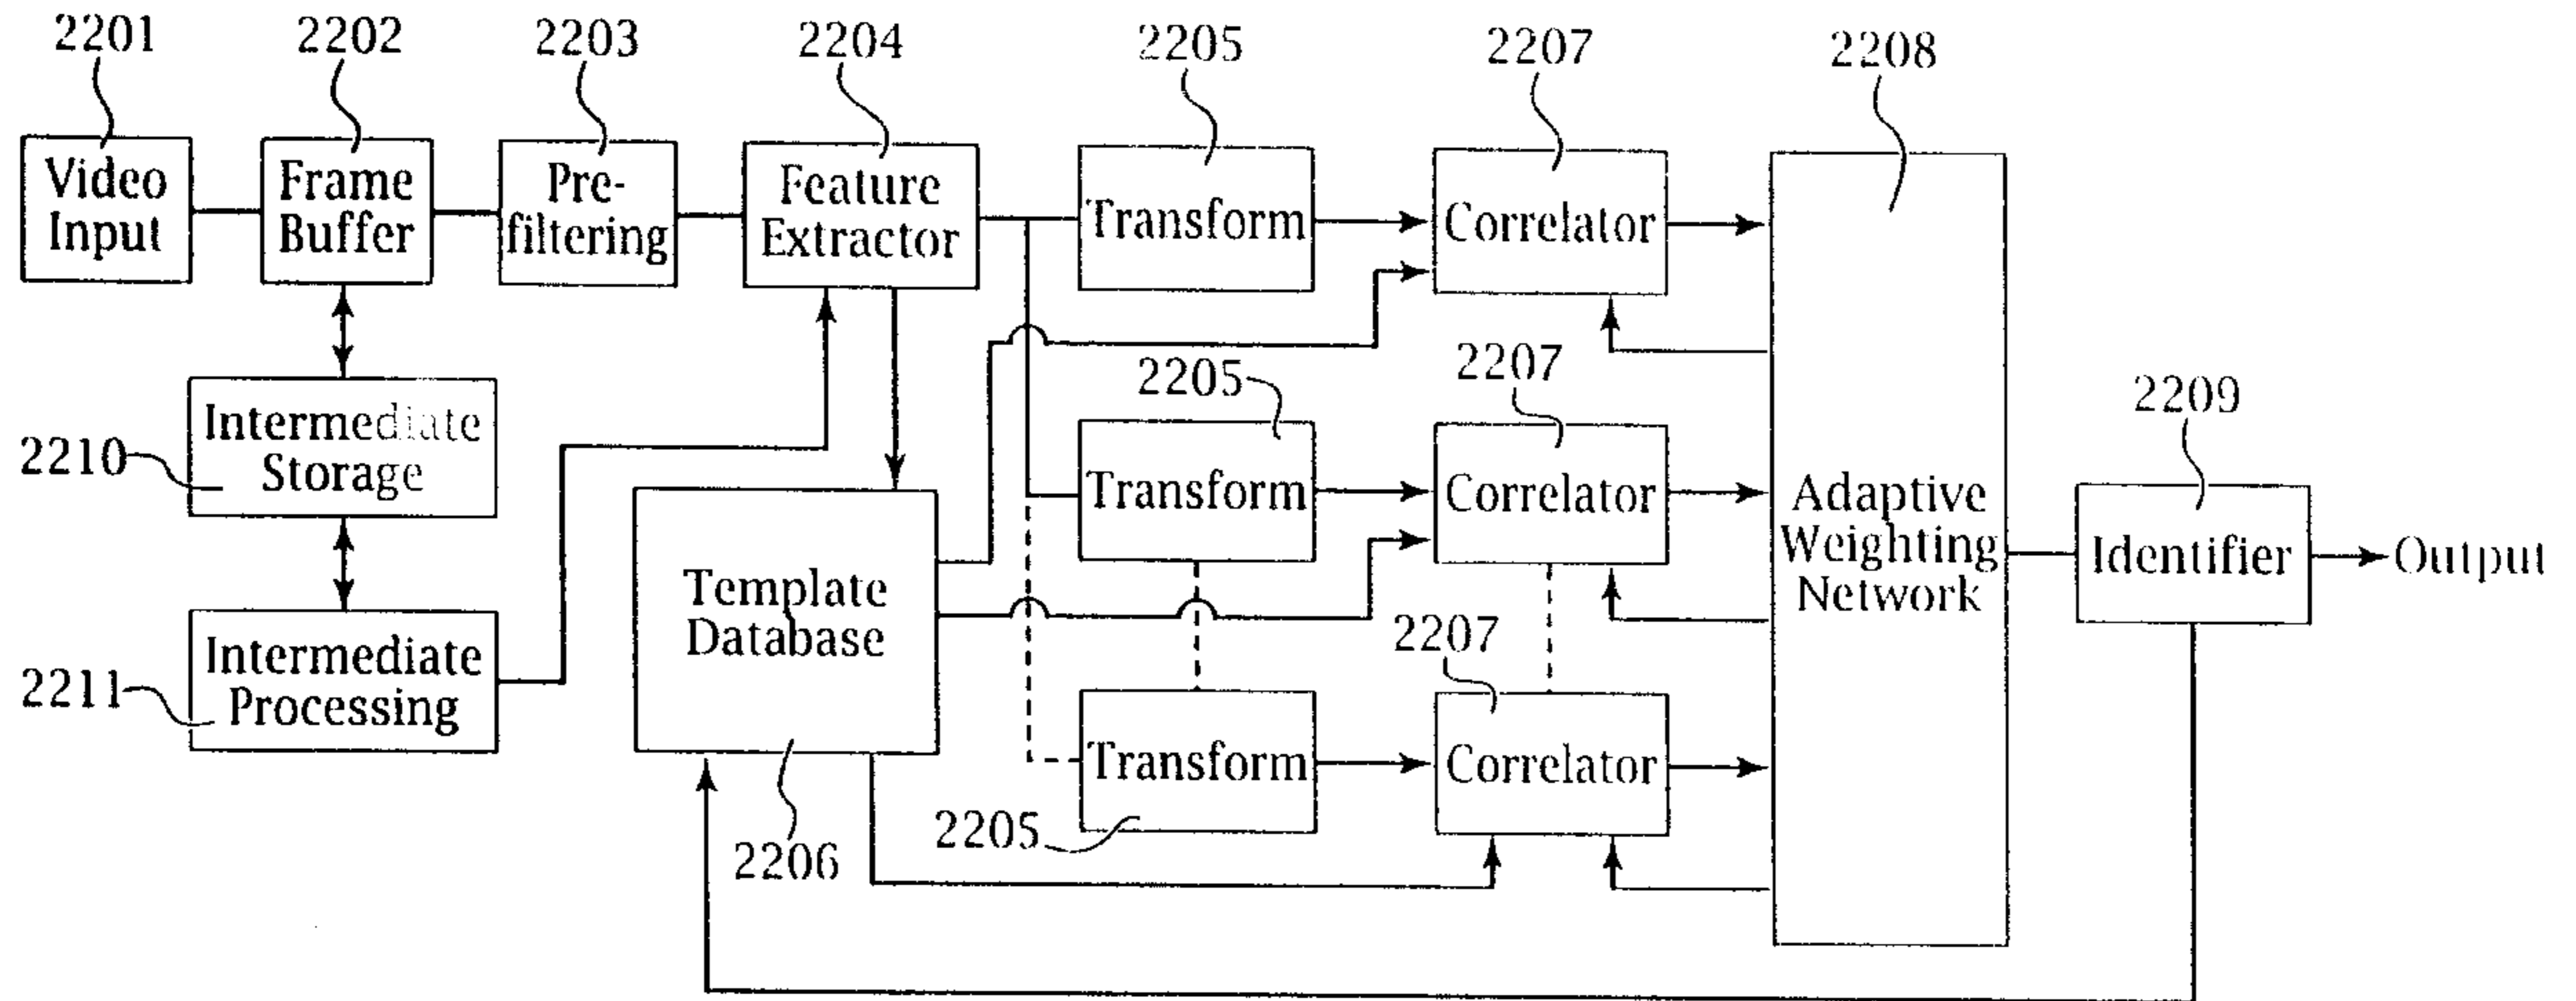 2201
2202
2203
2204
2205
2207
2208
Video
Input
Frame
Buffer
Pre-
filtering
Feature
Extractor
Transform
Correlator
2205
2207
2209
2210
Intermediate
Storage
Transform
Correlator
Adaptive
Weighting
Network
Identifier
Output
Template
Database
2207
2211
Intermediate
Processing
Transform
Correlator
2205
2206